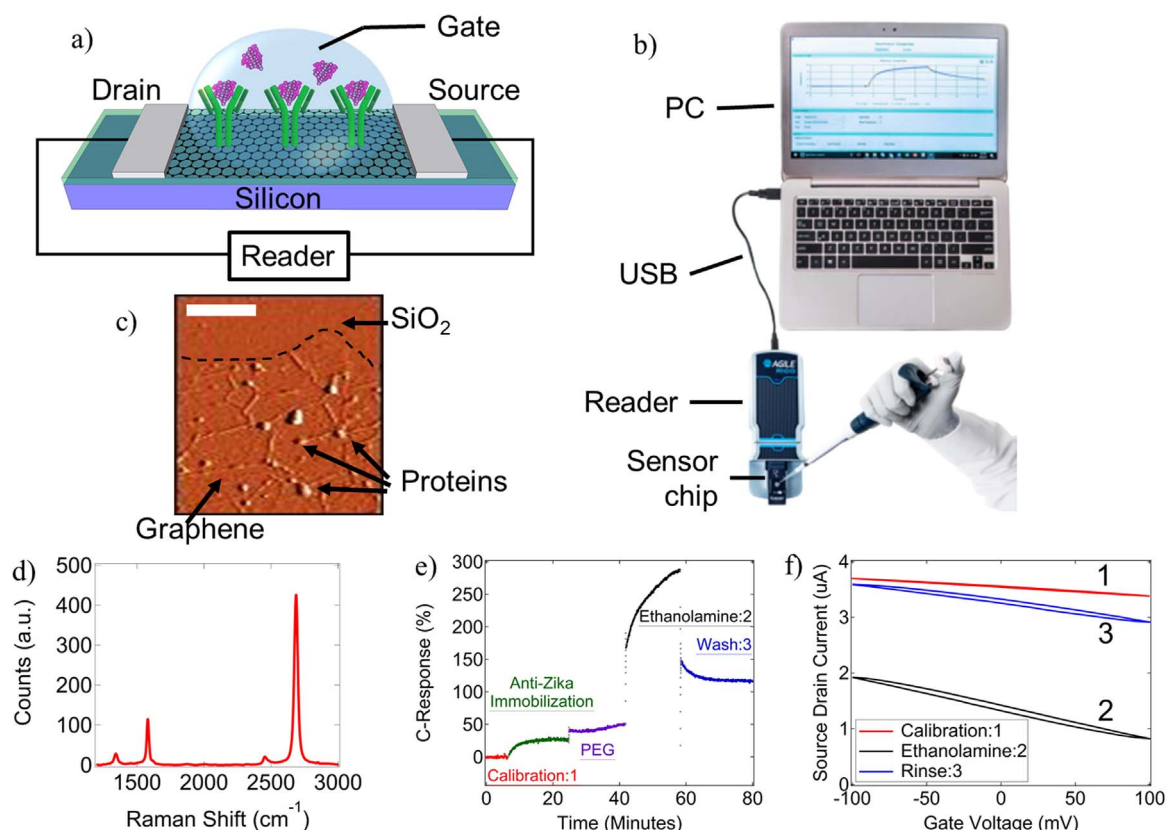 a)
Gate
Drain
Source
Silicon
Reader
b)
PC
USB
AGILE
R100
Reader
Sensor
chip
c)
SiO2
Proteins
Graphene
d)
500
400
300
200
100
0
1500 2000 2500 3000
Counts (a.u.)
Raman Shift (cm-1)
e)
300
250
200
150
100
50
0
0 20 40 60 80
C-Response (%)
Time (Minutes)
Ethanolamine:2
Wash:3
Anti-Zika
Immobilization
PEG
Calibration:1
f)
4
3
2
1
0
-100 -50 0 50 100
Source Drain Current (uA)
Gate Voltage (mV)
1
3
2
Calibration:1
Ethanolamine:2
Rinse:3